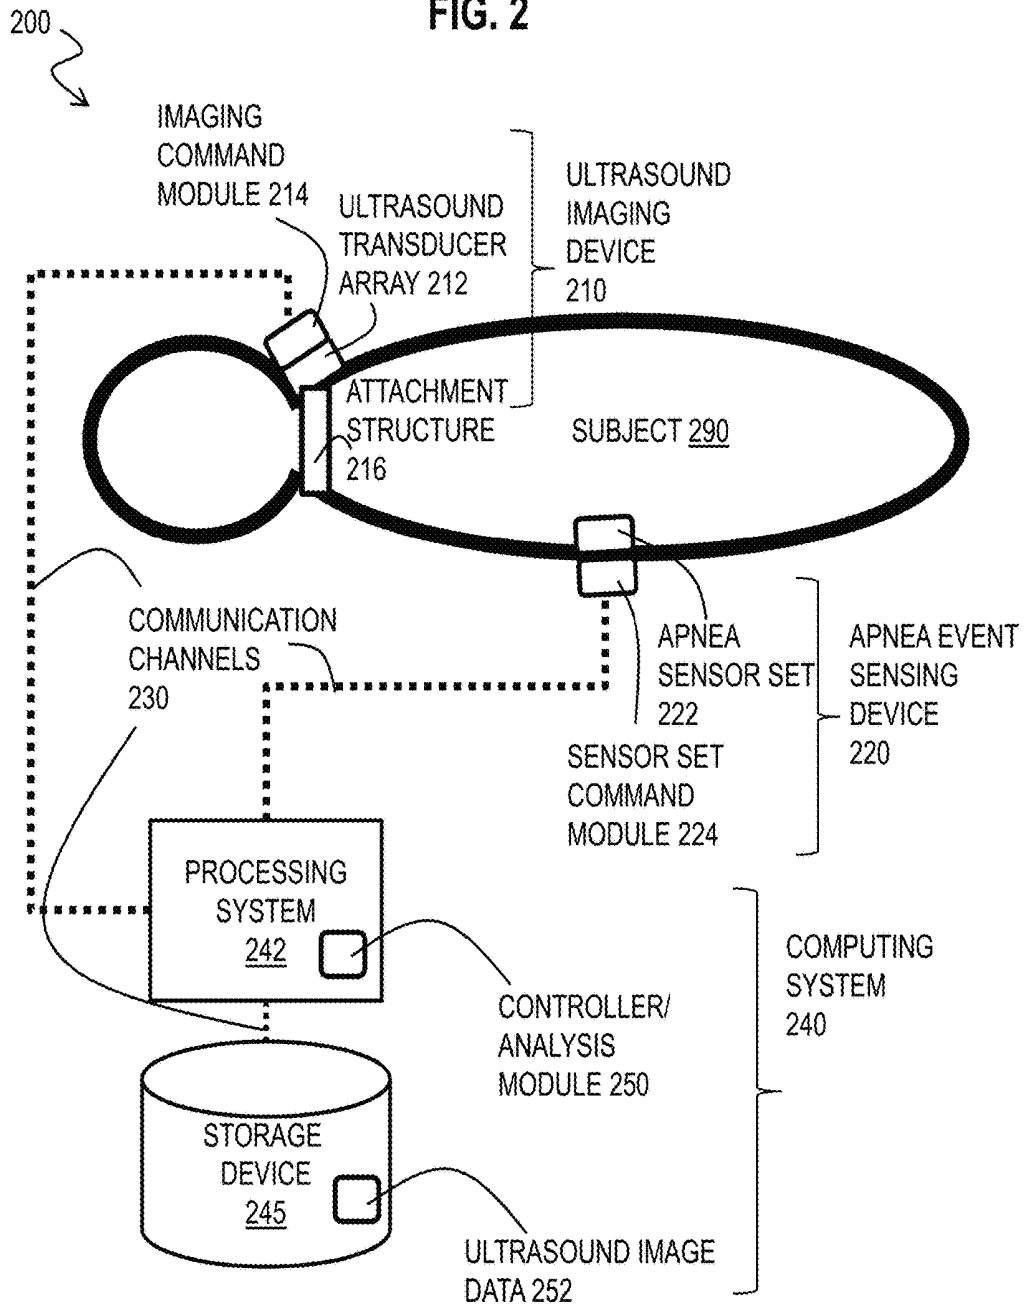 FIG. 2
200
IMAGING
COMMAND
MODULE 214
ULTRASOUND
TRANSDUCER
ARRAY 212
ULTRASOUND
IMAGING
DEVICE
210
ATTACHMENT
STRUCTURE
216
SUBJECT 290
COMMUNICATION
CHANNELS
230
APNEA
SENSOR SET
222
SENSOR SET
COMMAND
MODULE 224
APNEA EVENT
SENSING
DEVICE
220
PROCESSING
SYSTEM
242
CONTROLLER/
ANALYSIS
MODULE 250
COMPUTING
SYSTEM
240
STORAGE
DEVICE
245
ULTRASOUND IMAGE
DATA 252